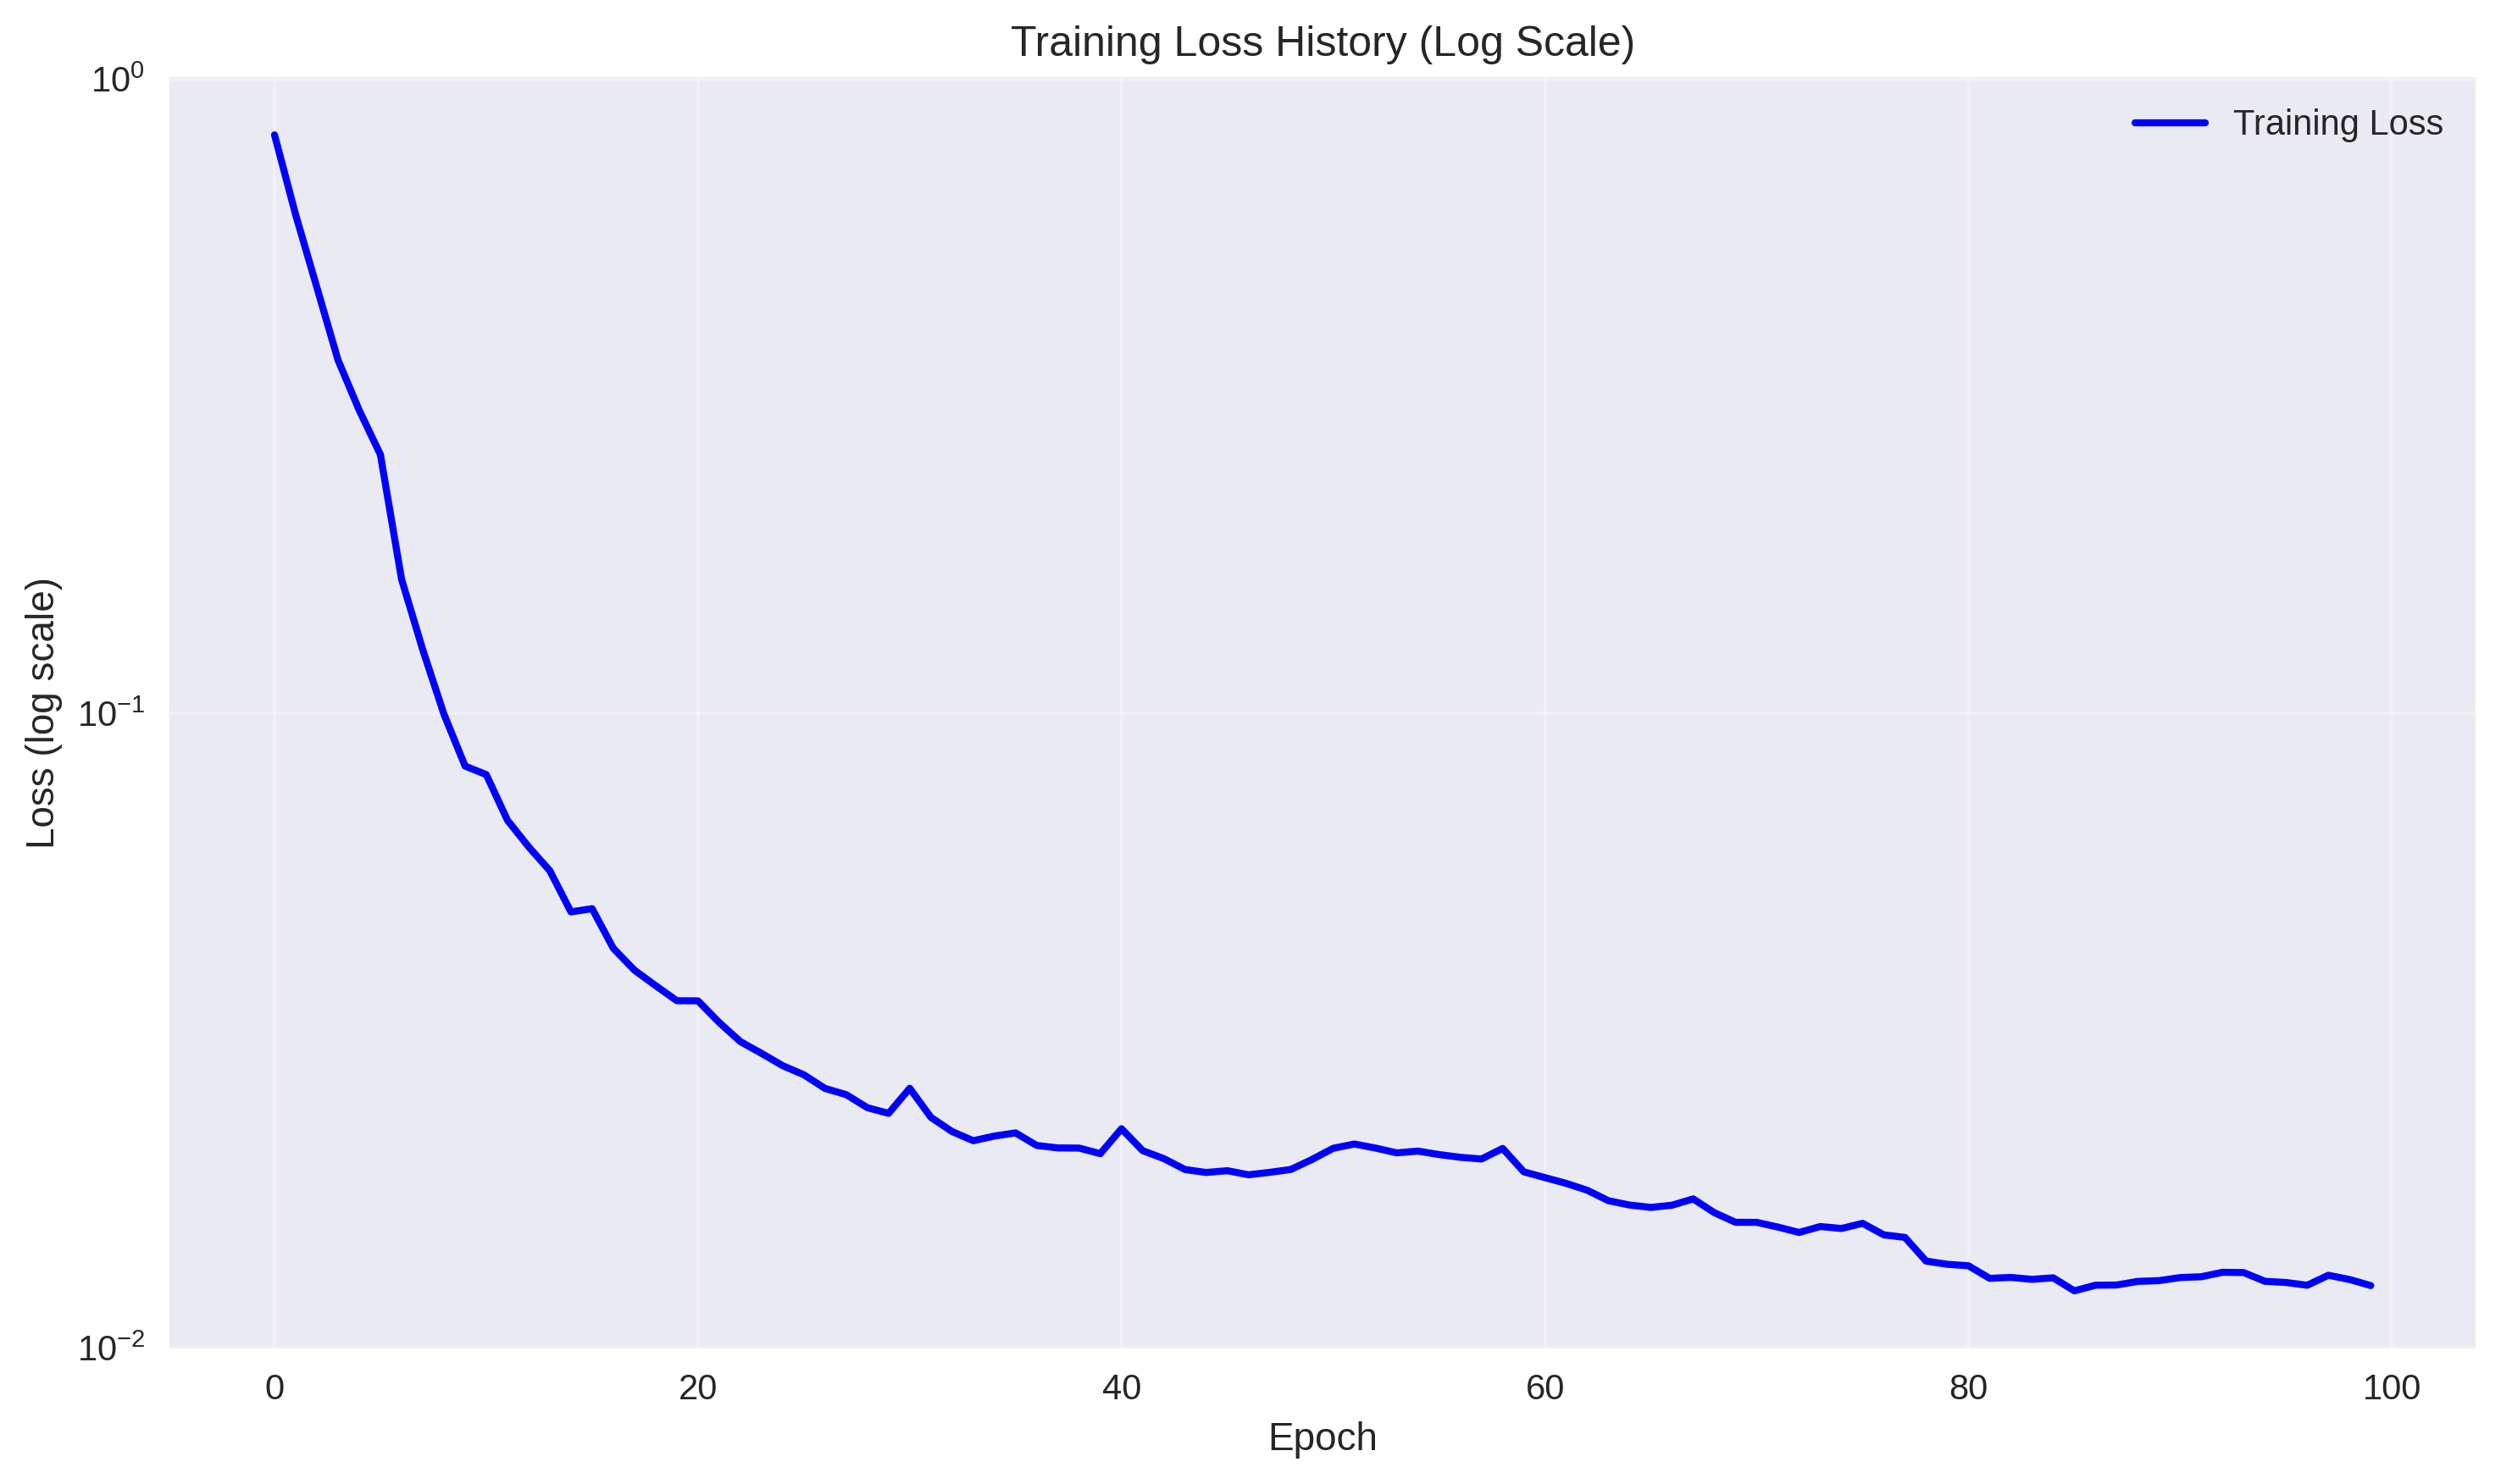 Training Loss History (Log Scale)
10⁰
Training Loss
10⁻¹
10⁻²
Loss (log scale)
0 20 40 60 80 100
Epoch